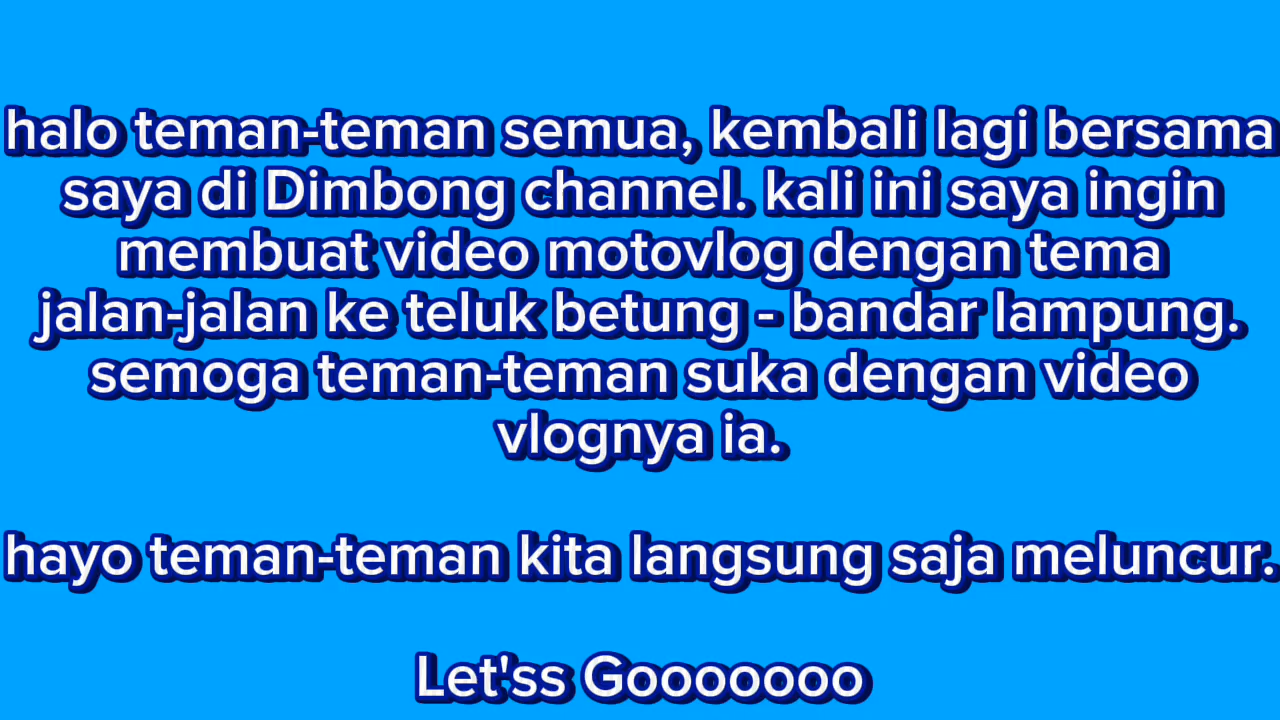 halo teman-teman semua, kembali lagi bersama
saya di Dimbong channel. kali ini saya ingin
membuat video motovlog dengan tema
jalan-jalan ke teluk betung - bandar lampung.
semoga teman-teman suka dengan video
vlognya ia.
hayo teman-teman kita langsung saja meluncur.
Let'ss Gooooooo